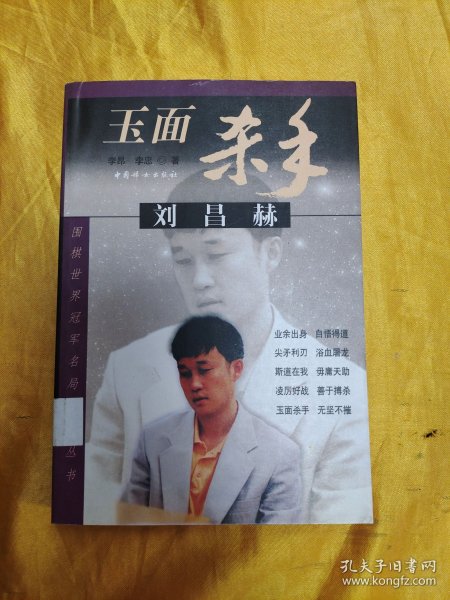 玉面 杀手
李昂 李忠 著
中国妇女出版社
刘昌赫
围棋世界冠军名局
丛书
业余出身 自悟得道
尖矛利刃 浴血屠龙
斯道在我 毋庸天助
凌厉好战 善于搏杀
玉面杀手 无坚不摧
孔夫子旧书网
www.kongfz.com